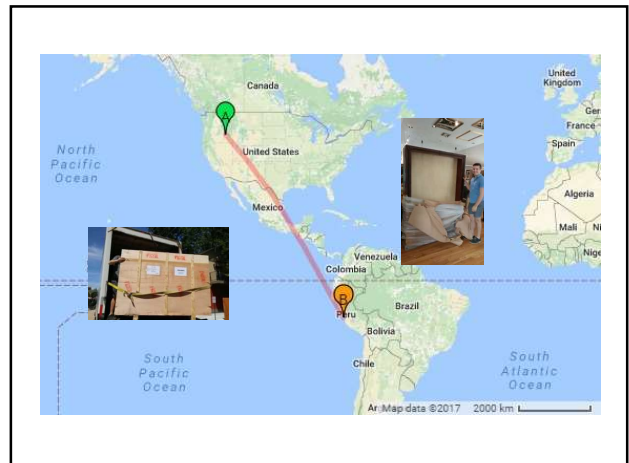 Canada
A
United Kingdom
North Pacific Ocean
United States
France
Spain
Mexico
Algeria
Mali
Venezuela
Colombia
B
Peru
Brazil
Bolivia
South Pacific Ocean
Chile
South Atlantic Ocean
Map data ©2017 2000 km